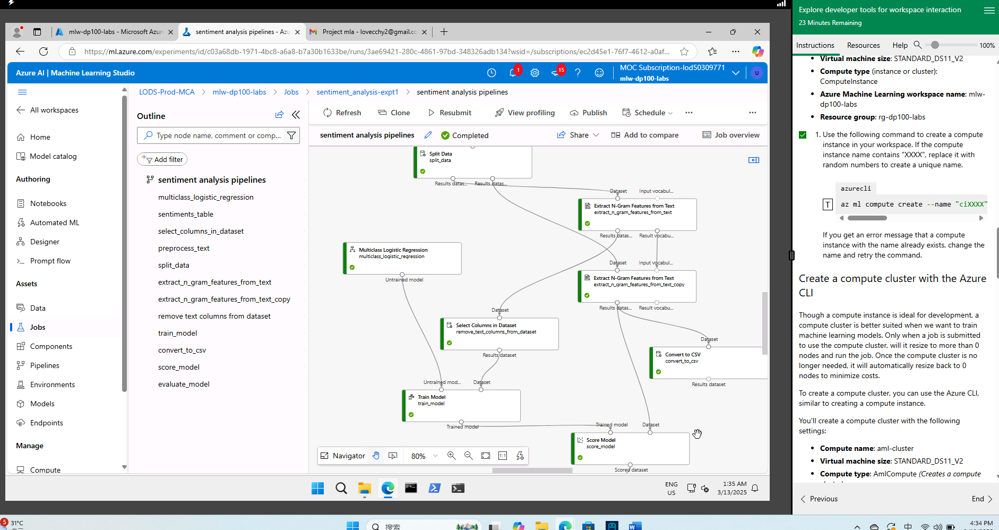 mlw-dp100-labs - Microsoft Azur
sentiment analysis pipelines - Azu
Project mla - lovecchy2@gmail.co
https://ml.azure.com/experiments/id/c03a68db-1971-4bc8-a6a8-b7a30b1633be/runs/3ae69421-280c-4861-97bd-348326adb134?wsid=/subscriptions/ec2d45e1-76f7-4612-a0af...
Azure AI | Machine Learning Studio
1
15
MOC Subscription-lod50309771
mlw-dp100-labs
U
All workspaces
Home
Model catalog
Authoring
Notebooks
Automated ML
Designer
Prompt flow
Assets
Data
Jobs
Components
Pipelines
Environments
Models
Endpoints
Manage
Compute
LODS-Prod-MCA > mlw-dp100-labs > Jobs > sentiment_analysis-expt1 > sentiment analysis pipelines
Outline
Type node name, comment or comp...
Add filter
sentiment analysis pipelines
multiclass_logistic_regression
sentiments_table
select_columns_in_dataset
preprocess_text
split_data
extract_n_gram_features_from_text
extract_n_gram_features_from_text_copy
remove text columns from dataset
train_model
convert_to_csv
score_model
evaluate_model
Refresh
Clone
Resubmit
View profiling
Publish
Schedule
sentiment analysis pipelines
Completed
Share
Add to compare
Job overview
Split Data
split_data
Results datas...
Results datas...
Dataset
Input vocabul...
Extract N-Gram Features from Text
extract_n_gram_features_from_text
Results datas...
Result vocabu...
Multiclass Logistic Regression
multiclass_logistic_regression
Untrained model
Dataset
Input vocabul...
Extract N-Gram Features from Text
extract_n_gram_features_from_text_copy
Results datas...
Result vocabu...
Dataset
Select Columns in Dataset
remove_text_columns_from_dataset
Results dataset
Dataset
Convert to CSV
convert_to_csv
Results dataset
Untrained mod...
Dataset
Train Model
train_model
Trained model
Trained model
Dataset
Score Model
score_model
Scored dataset
Navigator
80%
1:1
ENG
US
1:35 AM
3/13/2025
Explore developer tools for workspace interaction
23 Minutes Remaining
Instructions
Resources
Help
100%
• Virtual machine size: STANDARD_DS11_V2
• Compute type (instance or cluster):
ComputeInstance
• Azure Machine Learning workspace name: mlw-
dp100-labs
• Resource group: rg-dp100-labs
1. Use the following command to create a compute
instance in your workspace. If the compute
instance name contains "XXXX", replace it with
random numbers to create a unique name.
azurecli
T
az ml compute create --name "ciXXXX"
If you get an error message that a compute
instance with the name already exists, change the
name and retry the command.
Create a compute cluster with the Azure
CLI
Though a compute instance is ideal for development, a
compute cluster is better suited when we want to train
machine learning models. Only when a job is submitted
to use the compute cluster, will it resize to more than 0
nodes and run the job. Once the compute cluster is no
longer needed, it will automatically resize back to 0
nodes to minimize costs.
To create a compute cluster, you can use the Azure CLI,
similar to creating a compute instance.
You'll create a compute cluster with the following
settings:
• Compute name: aml-cluster
• Virtual machine size: STANDARD_DS11_V2
• Compute type: AmlCompute (Creates a compute
Previous
End
5
31°C
搜索
中
4:34 PM